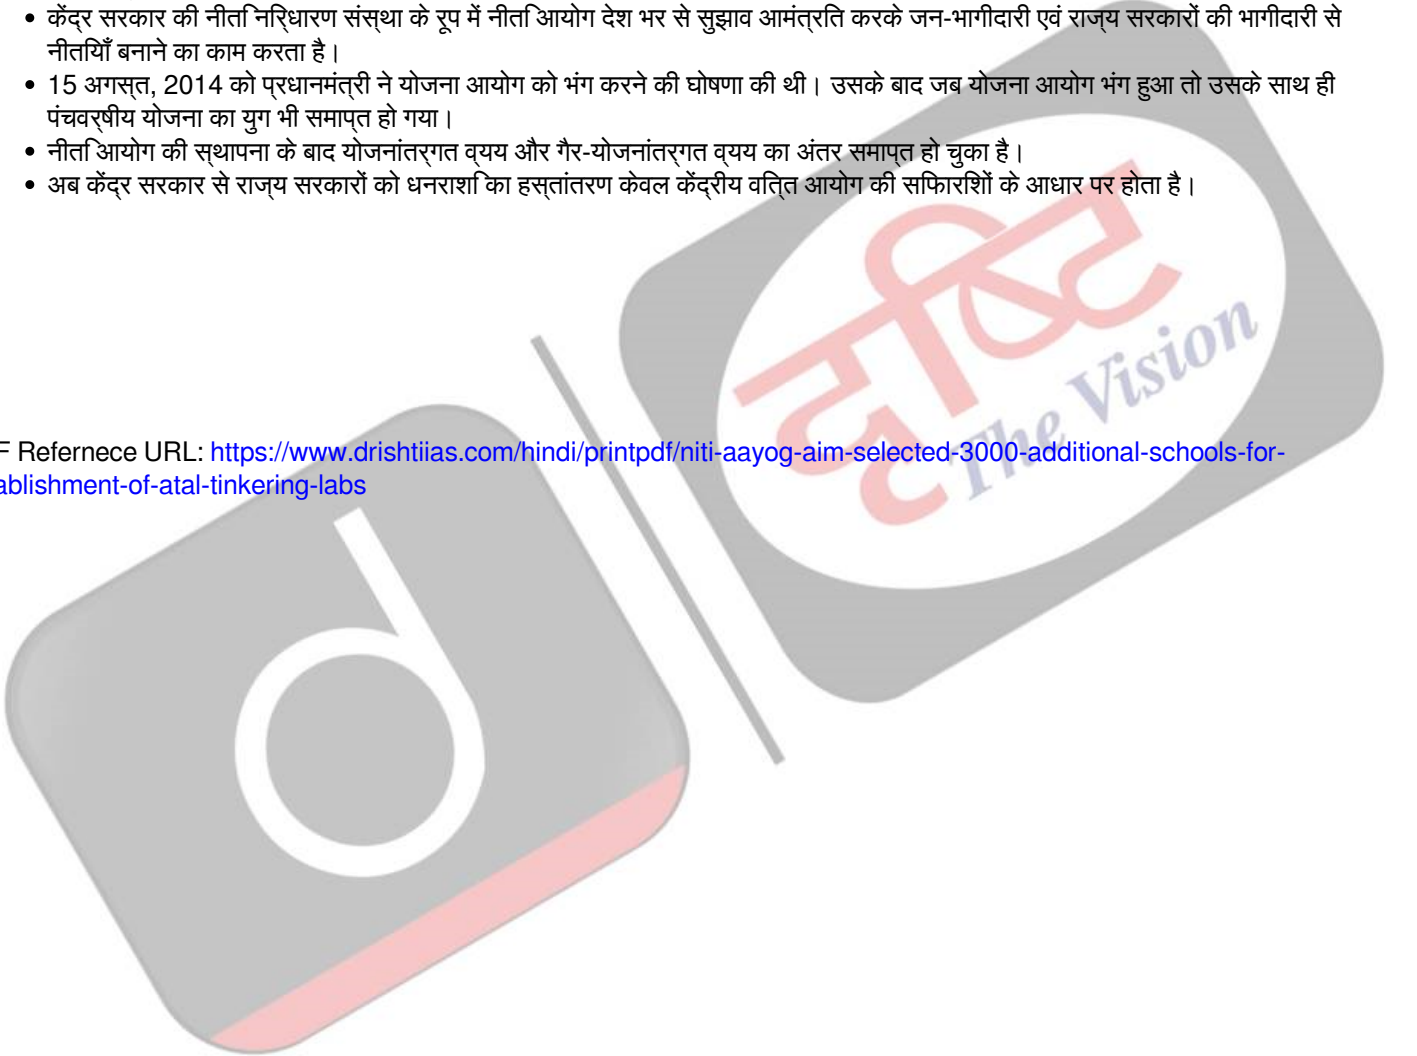 • केंद्र सरकार की नीति निर्धारण संस्था के रूप में नीति आयोग देश भर से सुझाव आमंत्रित करके जन-भागीदारी एवं राज्य सरकारों की भागीदारी से
नीतियाँ बनाने का काम करता है।
• 15 अगस्त, 2014 को प्रधानमंत्री ने योजना आयोग को भंग करने की घोषणा की थी। उसके बाद जब योजना आयोग भंग हुआ तो उसके साथ ही
पंचवर्षीय योजना का युग भी समाप्त हो गया।
• नीति आयोग की स्थापना के बाद योजनांतर्गत व्यय और गैर-योजनांतर्गत व्यय का अंतर समाप्त हो चुका है।
• अब केंद्र सरकार से राज्य सरकारों को धनराशि का हस्तांतरण केवल केंद्रीय वित्त आयोग की सिफारिशों के आधार पर होता है।
दृष्टि
The Vision
F Refernece URL: https://www.drishtiias.com/hindi/printpdf/niti-aayog-aim-selected-3000-additional-schools-for-
ablishment-of-atal-tinkering-labs
d